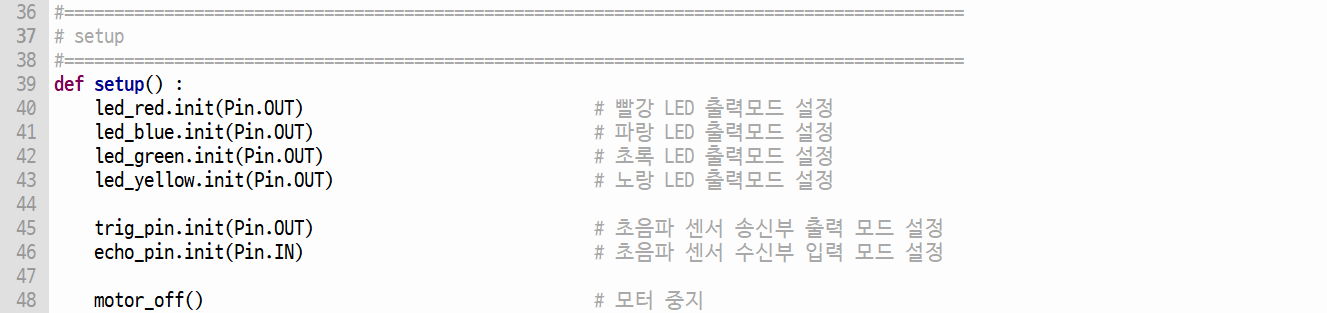 36 #==========================================================================================
37 # setup
38 #==========================================================================================
39 def setup() :
40     led_red.init(Pin.OUT)                             # 빨강 LED 출력모드 설정
41     led_blue.init(Pin.OUT)                            # 파랑 LED 출력모드 설정
42     led_green.init(Pin.OUT)                           # 초록 LED 출력모드 설정
43     led_yellow.init(Pin.OUT)                          # 노랑 LED 출력모드 설정
44
45     trig_pin.init(Pin.OUT)                            # 초음파 센서 송신부 출력 모드 설정
46     echo_pin.init(Pin.IN)                             # 초음파 센서 수신부 입력 모드 설정
47
48     motor_off()                                       # 모터 중지